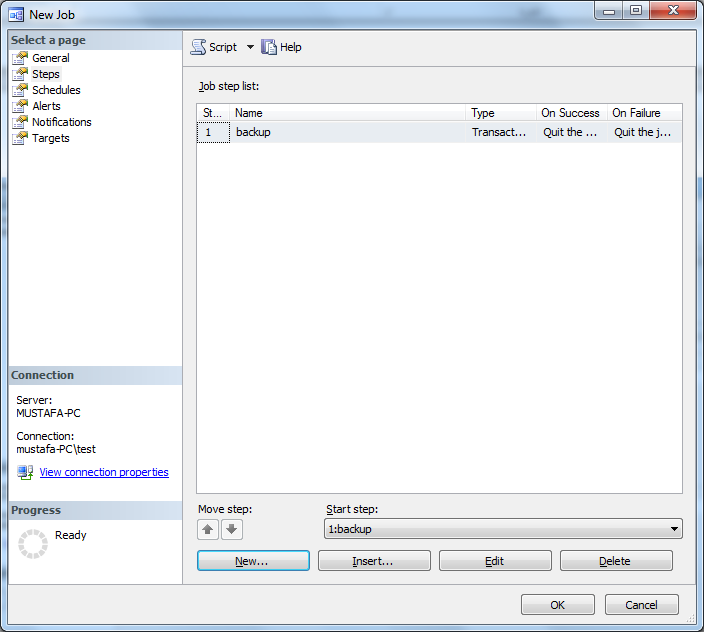 New Job
Select a page
General
Steps
Schedules
Alerts
Notifications
Targets
Script
Help
Job step list:
St... Name Type On Success On Failure
1 backup Transact... Quit the ... Quit the j...
Connection
Server:
MUSTAFA-PC
Connection:
mustafa-PC\test
View connection properties
Progress
Ready
Move step:
Start step:
1:backup
New...
Insert...
Edit
Delete
OK
Cancel